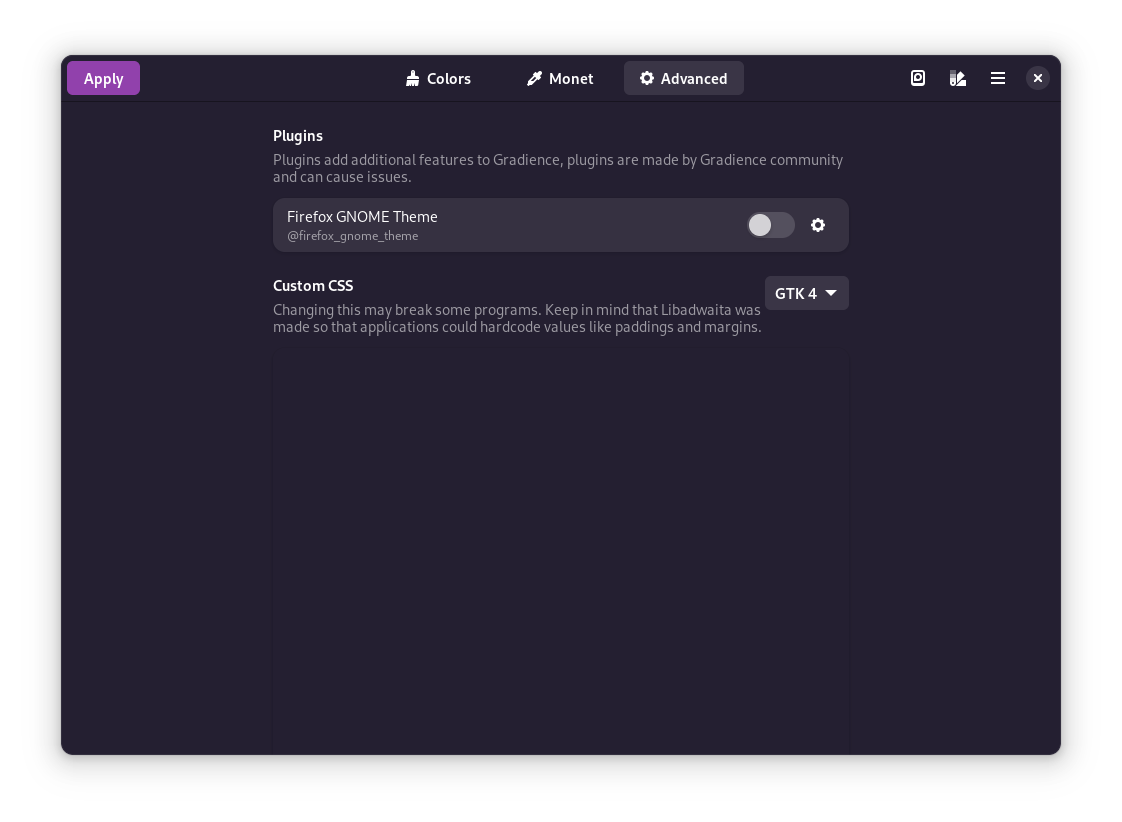 Apply
Colors
Monet
Advanced
Plugins
Plugins add additional features to Gradience, plugins are made by Gradience community
and can cause issues.
Firefox GNOME Theme
@firefox_gnome_theme
Custom CSS
GTK 4
Changing this may break some programs. Keep in mind that Libadwaita was
made so that applications could hardcode values like paddings and margins.